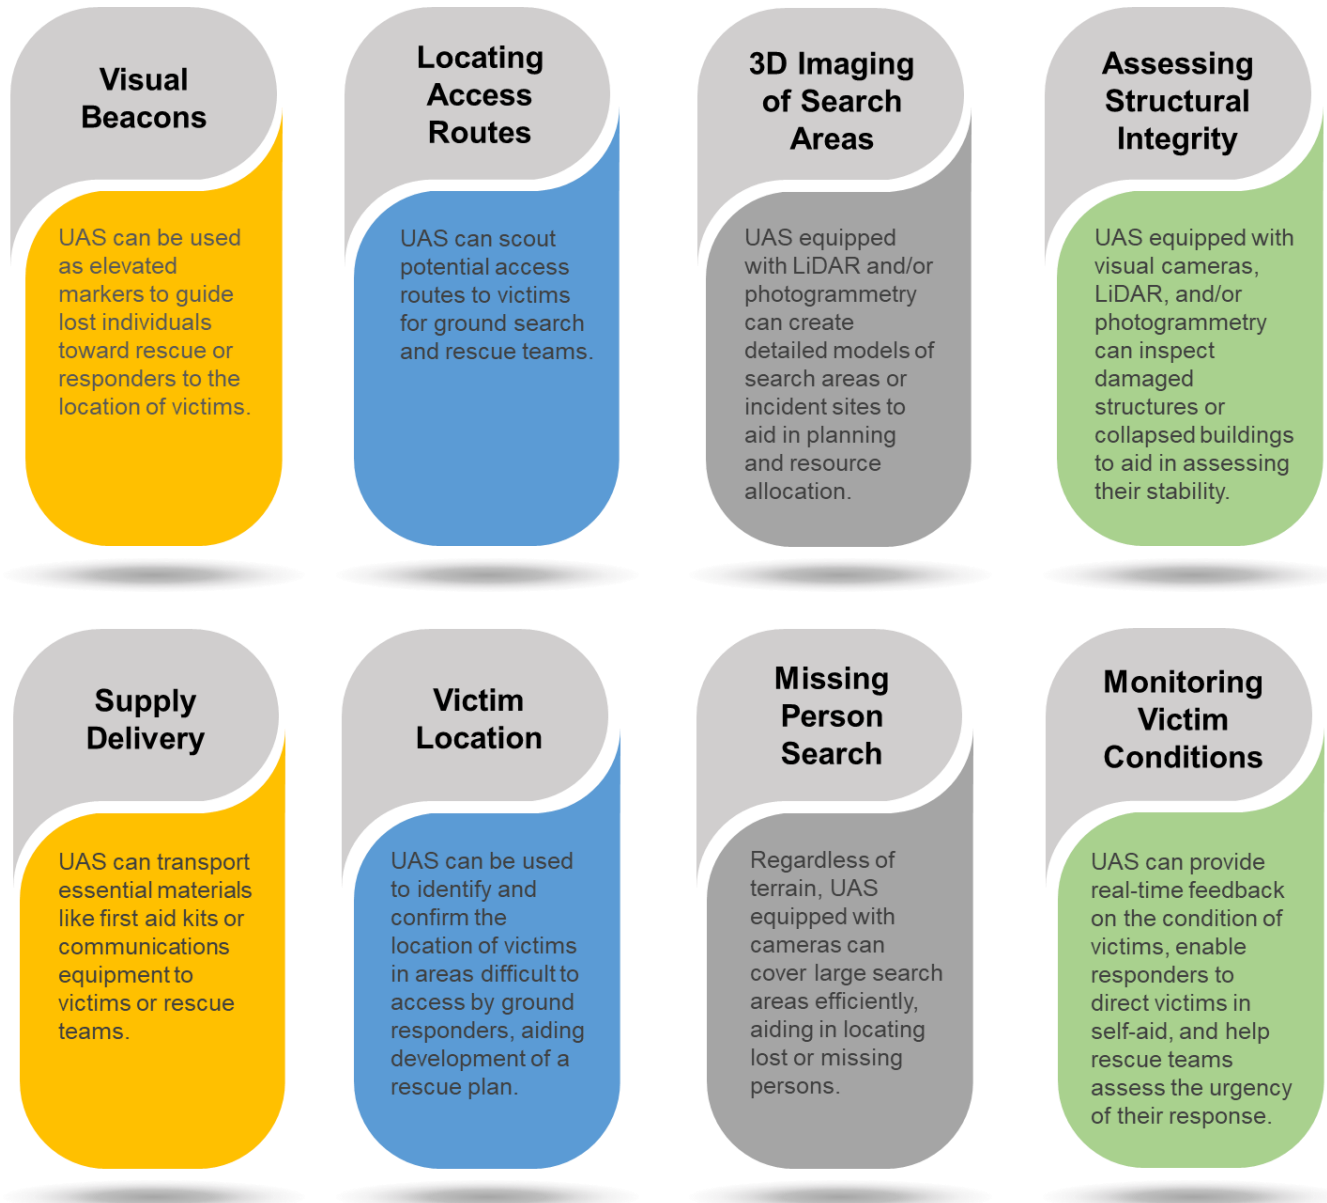 Visual
Beacons
UAS can be used
as elevated
markers to guide
lost individuals
toward rescue or
responders to the
location of victims.
Locating
Access
Routes
UAS can scout
potential access
routes to victims
for ground search
and rescue teams.
3D Imaging
of Search
Areas
UAS equipped
with LiDAR and/or
photogrammetry
can create
detailed models of
search areas or
incident sites to
aid in planning
and resource
allocation.
Assessing
Structural
Integrity
UAS equipped with
visual cameras,
LiDAR, and/or
photogrammetry
can inspect
damaged
structures or
collapsed buildings
to aid in assessing
their stability.
Supply
Delivery
UAS can transport
essential materials
like first aid kits or
communications
equipment to
victims or rescue
teams.
Victim
Location
UAS can be used
to identify and
confirm the
location of victims
in areas difficult to
access by ground
responders, aiding
development of a
rescue plan.
Missing
Person
Search
Regardless of
terrain, UAS
equipped with
cameras can
cover large search
areas efficiently,
aiding in locating
lost or missing
persons.
Monitoring
Victim
Conditions
UAS can provide
real-time feedback
on the condition of
victims, enable
responders to
direct victims in
self-aid, and help
rescue teams
assess the urgency
of their response.